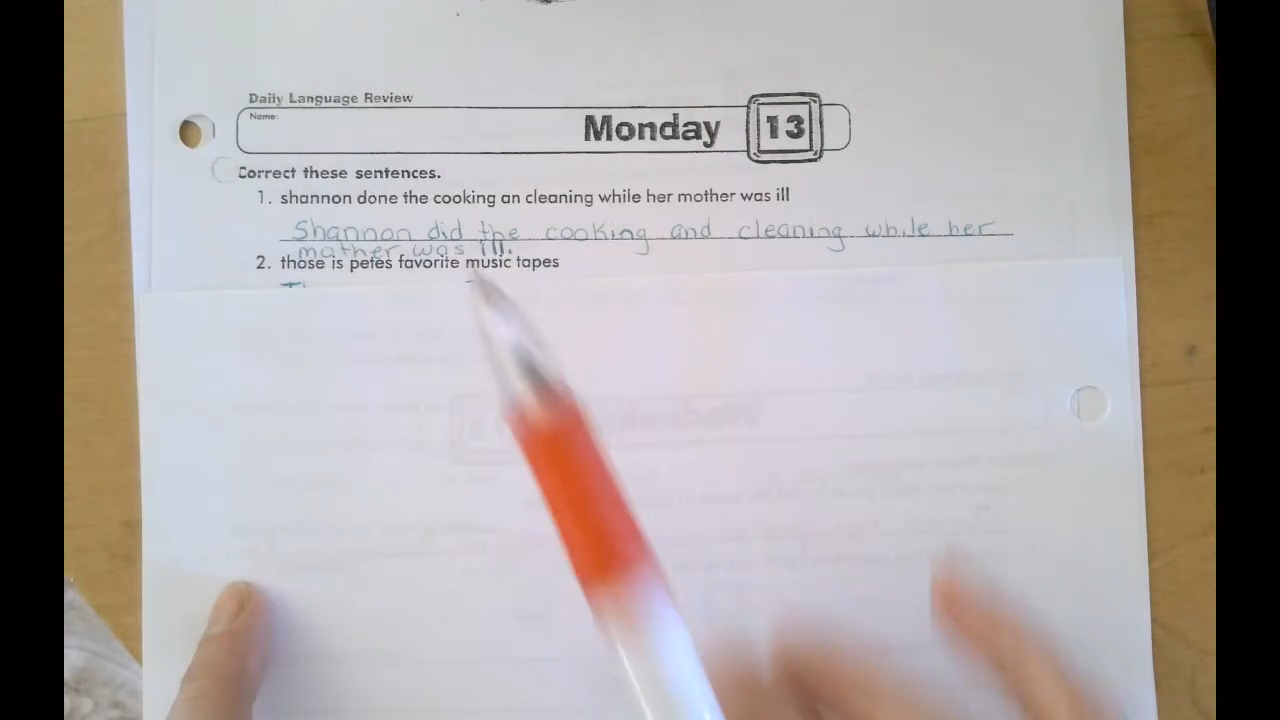 Daily Language Review
Name:
Monday 13
Correct these sentences.
1. shannon done the cooking an cleaning while her mother was ill
Shannon did the cooking and cleaning while her
mother was ill.
2. those is petes favorite music tapes